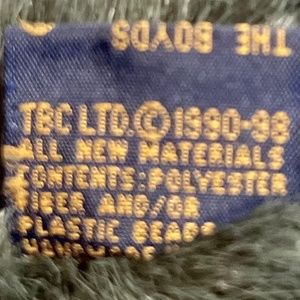 THE BOYDS
TBC LTD.©1990-98
ALL NEW MATERIALS
CONTENTS:POLYESTER
FIBER AND/OR
PLASTIC BEADS